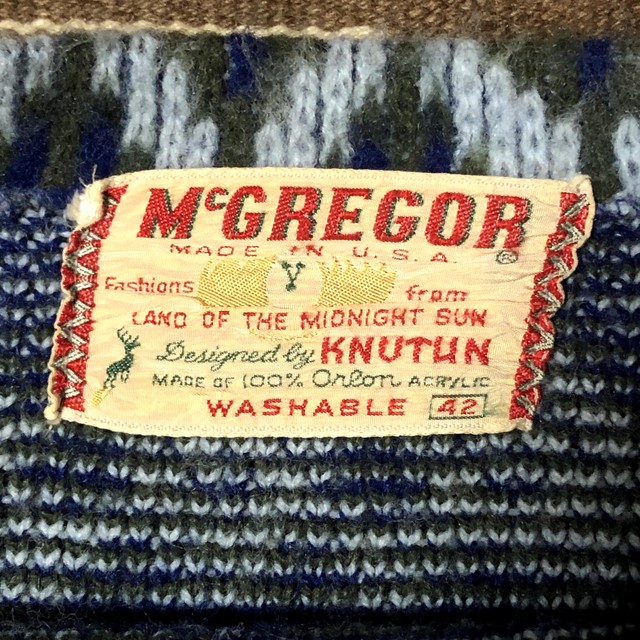 McGREGOR
®
MADE IN U.S.A.
Fashions from
LAND OF THE MIDNIGHT SUN
Designed by KNUTUN
MADE OF 100% Orlon ACRYLIC
WASHABLE 42